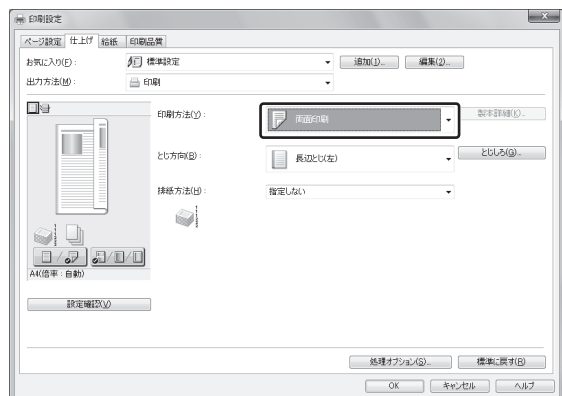 印刷設定
ページ設定 仕上げ 給紙 印刷品質
お気に入り(F): 標準設定 追加(1)... 編集(2)...
出力方法(M): 印刷
印刷方法(Y): 両面印刷 製本詳細(K)...
とじ方向(B): 長辺とじ(左) とじしろ(G)...
排紙方法(H): 指定しない
A4(倍率:自動)
設定確認(V)
処理オプション(S)... 標準に戻す(R)
OK キャンセル ヘルプ